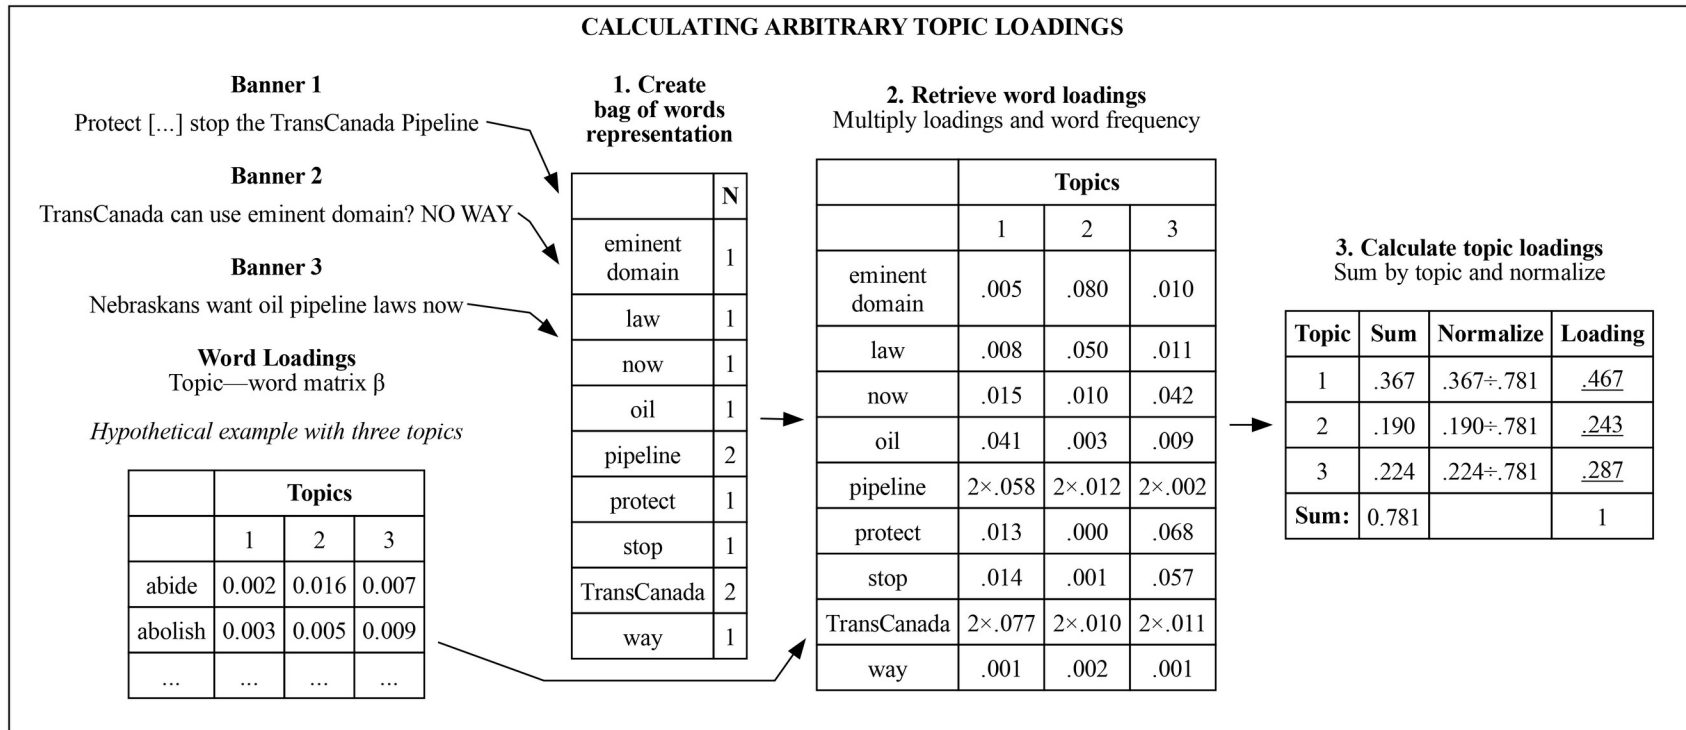 CALCULATING ARBITRARY TOPIC LOADINGS
Banner 1
Protect [...] stop the TransCanada Pipeline
Banner 2
TransCanada can use eminent domain? NO WAY
Banner 3
Nebraskans want oil pipeline laws now
Word Loadings
Topic—word matrix β
Hypothetical example with three topics
Topics
1 2 3
abide 0.002 0.016 0.007
abolish 0.003 0.005 0.009
... ... ... ...
1. Create
bag of words
representation
N
eminent
domain 1
law 1
now 1
oil 1
pipeline 2
protect 1
stop 1
TransCanada 2
way 1
2. Retrieve word loadings
Multiply loadings and word frequency
Topics
1 2 3
eminent
domain .005 .080 .010
law .008 .050 .011
now .015 .010 .042
oil .041 .003 .009
pipeline 2×.058 2×.012 2×.002
protect .013 .000 .068
stop .014 .001 .057
TransCanada 2×.077 2×.010 2×.011
way .001 .002 .001
3. Calculate topic loadings
Sum by topic and normalize
Topic Sum Normalize Loading
1 .367 .367÷.781 .467
2 .190 .190÷.781 .243
3 .224 .224÷.781 .287
Sum: 0.781 1